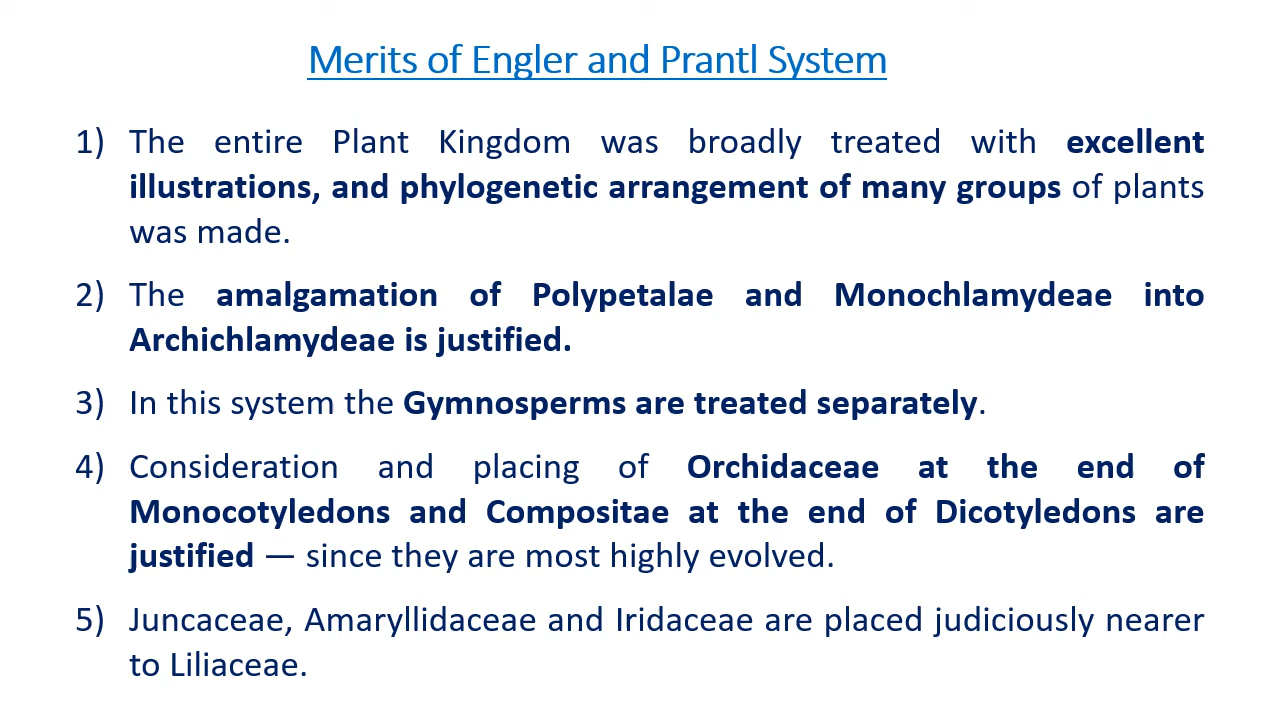 Merits of Engler and Prantl System
1) The entire Plant Kingdom was broadly treated with excellent
illustrations, and phylogenetic arrangement of many groups of plants
was made.
2) The amalgamation of Polypetalae and Monochlamydeae into
Archichlamydeae is justified.
3) In this system the Gymnosperms are treated separately.
4) Consideration and placing of Orchidaceae at the end of
Monocotyledons and Compositae at the end of Dicotyledons are
justified — since they are most highly evolved.
5) Juncaceae, Amaryllidaceae and Iridaceae are placed judiciously nearer
to Liliaceae.